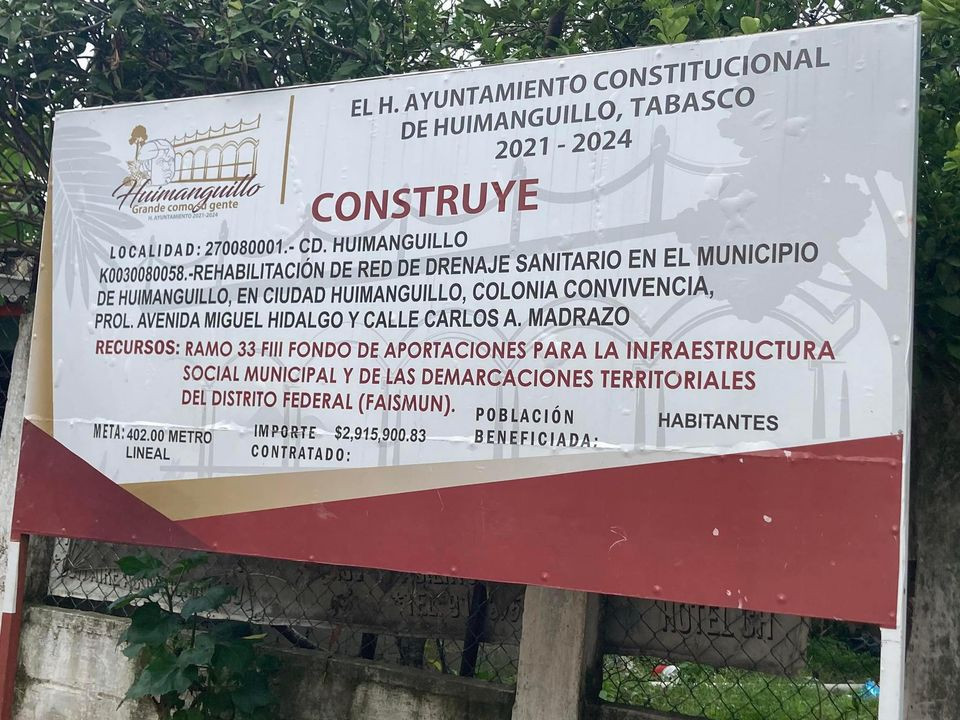 EL H. AYUNTAMIENTO CONSTITUCIONAL
DE HUIMANGUILLO, TABASCO
2021 - 2024
Huimanguillo
Grande como su gente
H. AYUNTAMIENTO 2021-2024
CONSTRUYE
LOCALIDAD: 270080001.- CD. HUIMANGUILLO
K0030080058.-REHABILITACIÓN DE RED DE DRENAJE SANITARIO EN EL MUNICIPIO
DE HUIMANGUILLO, EN CIUDAD HUIMANGUILLO, COLONIA CONVIVENCIA,
PROL. AVENIDA MIGUEL HIDALGO Y CALLE CARLOS A. MADRAZO
RECURSOS: RAMO 33 FIII FONDO DE APORTACIONES PARA LA INFRAESTRUCTURA
SOCIAL MUNICIPAL Y DE LAS DEMARCACIONES TERRITORIALES
DEL DISTRITO FEDERAL (FAISMUN).
META: 402.00 METRO
LINEAL
IMPORTE $2,915,900.83
CONTRATADO:
POBLACIÓN
BENEFICIADA:
HABITANTES
HOTEL